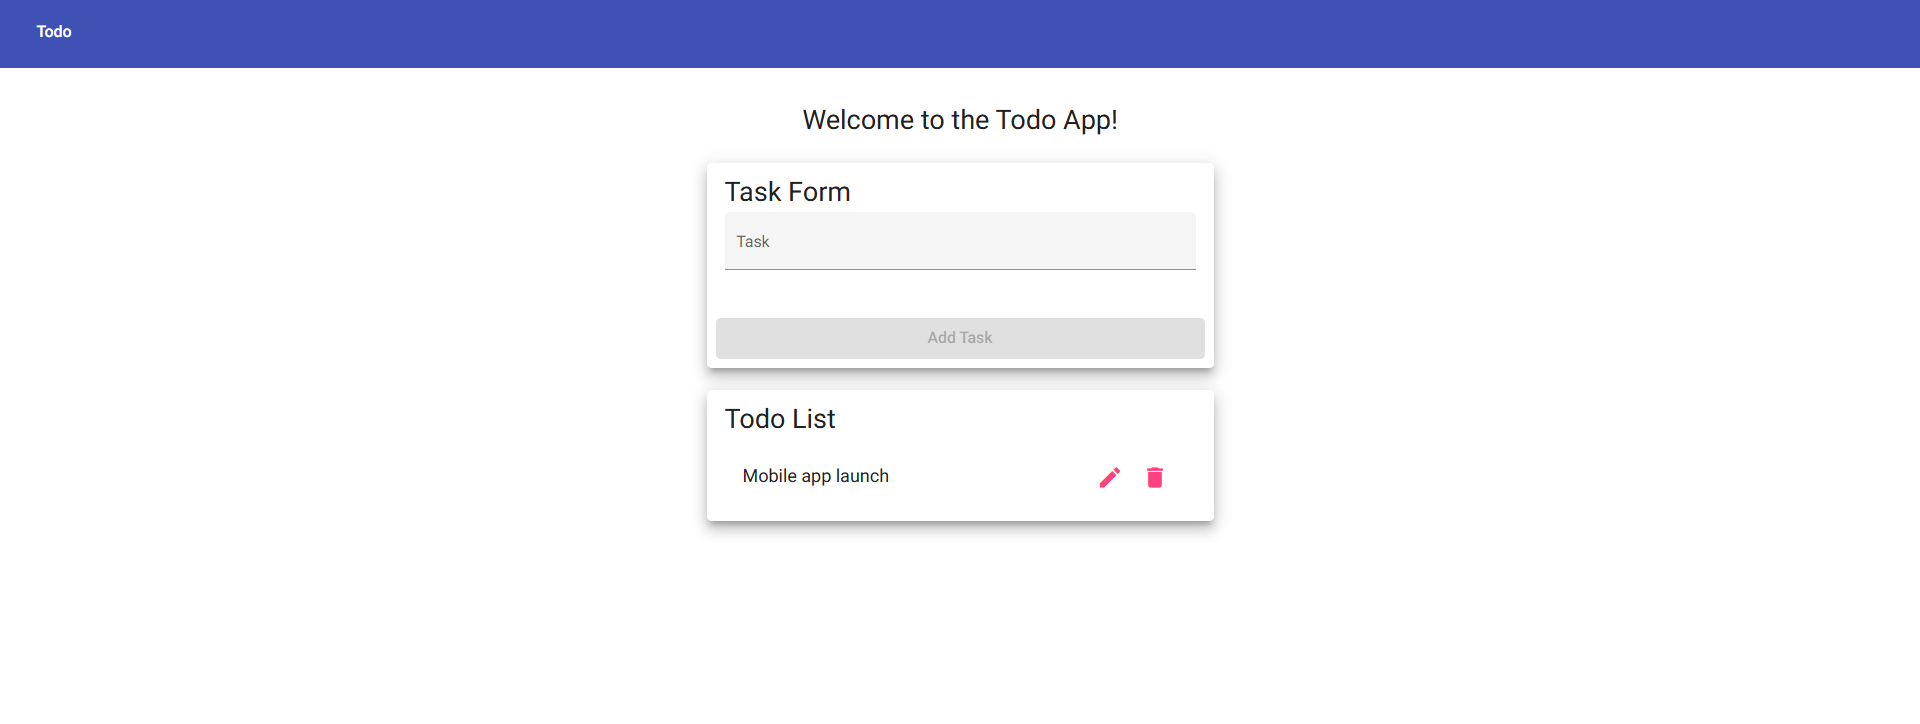 Todo
Welcome to the Todo App!
Task Form
Task
Add Task
Todo List
Mobile app launch